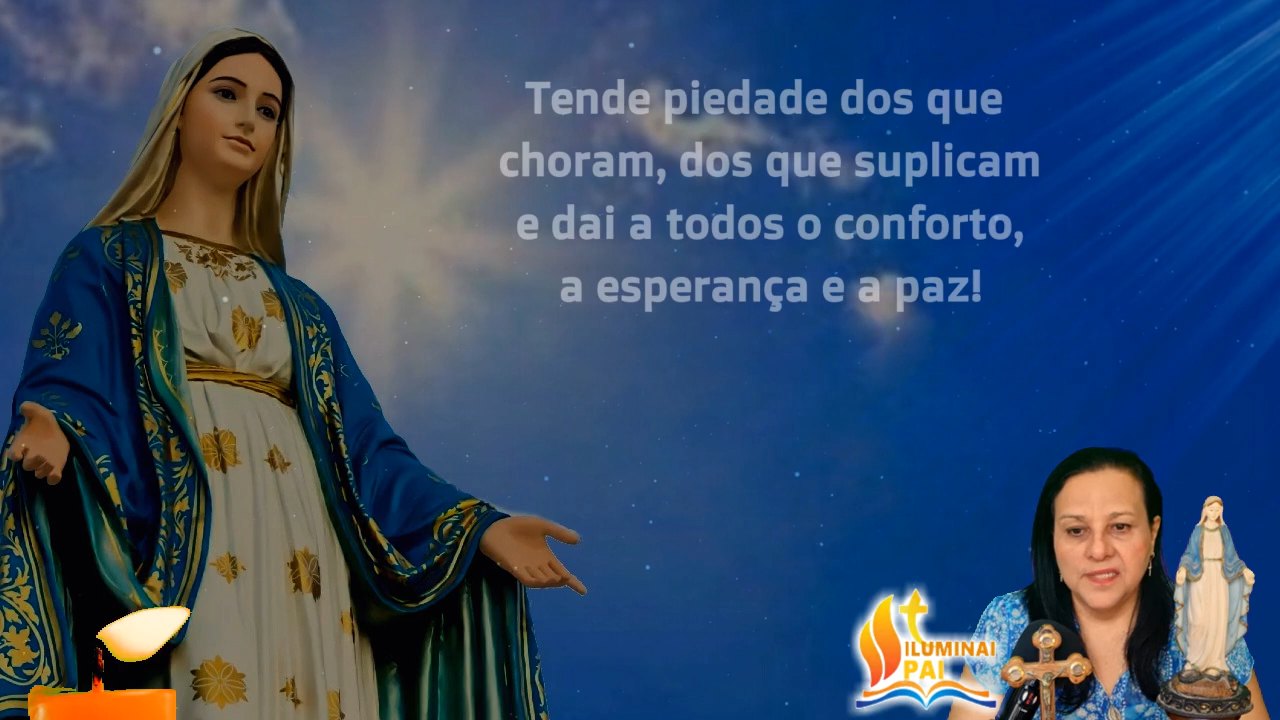 Tende piedade dos que
choram, dos que suplicam
e dai a todos o conforto,
a esperança e a paz!
ILUMINAI
PAI